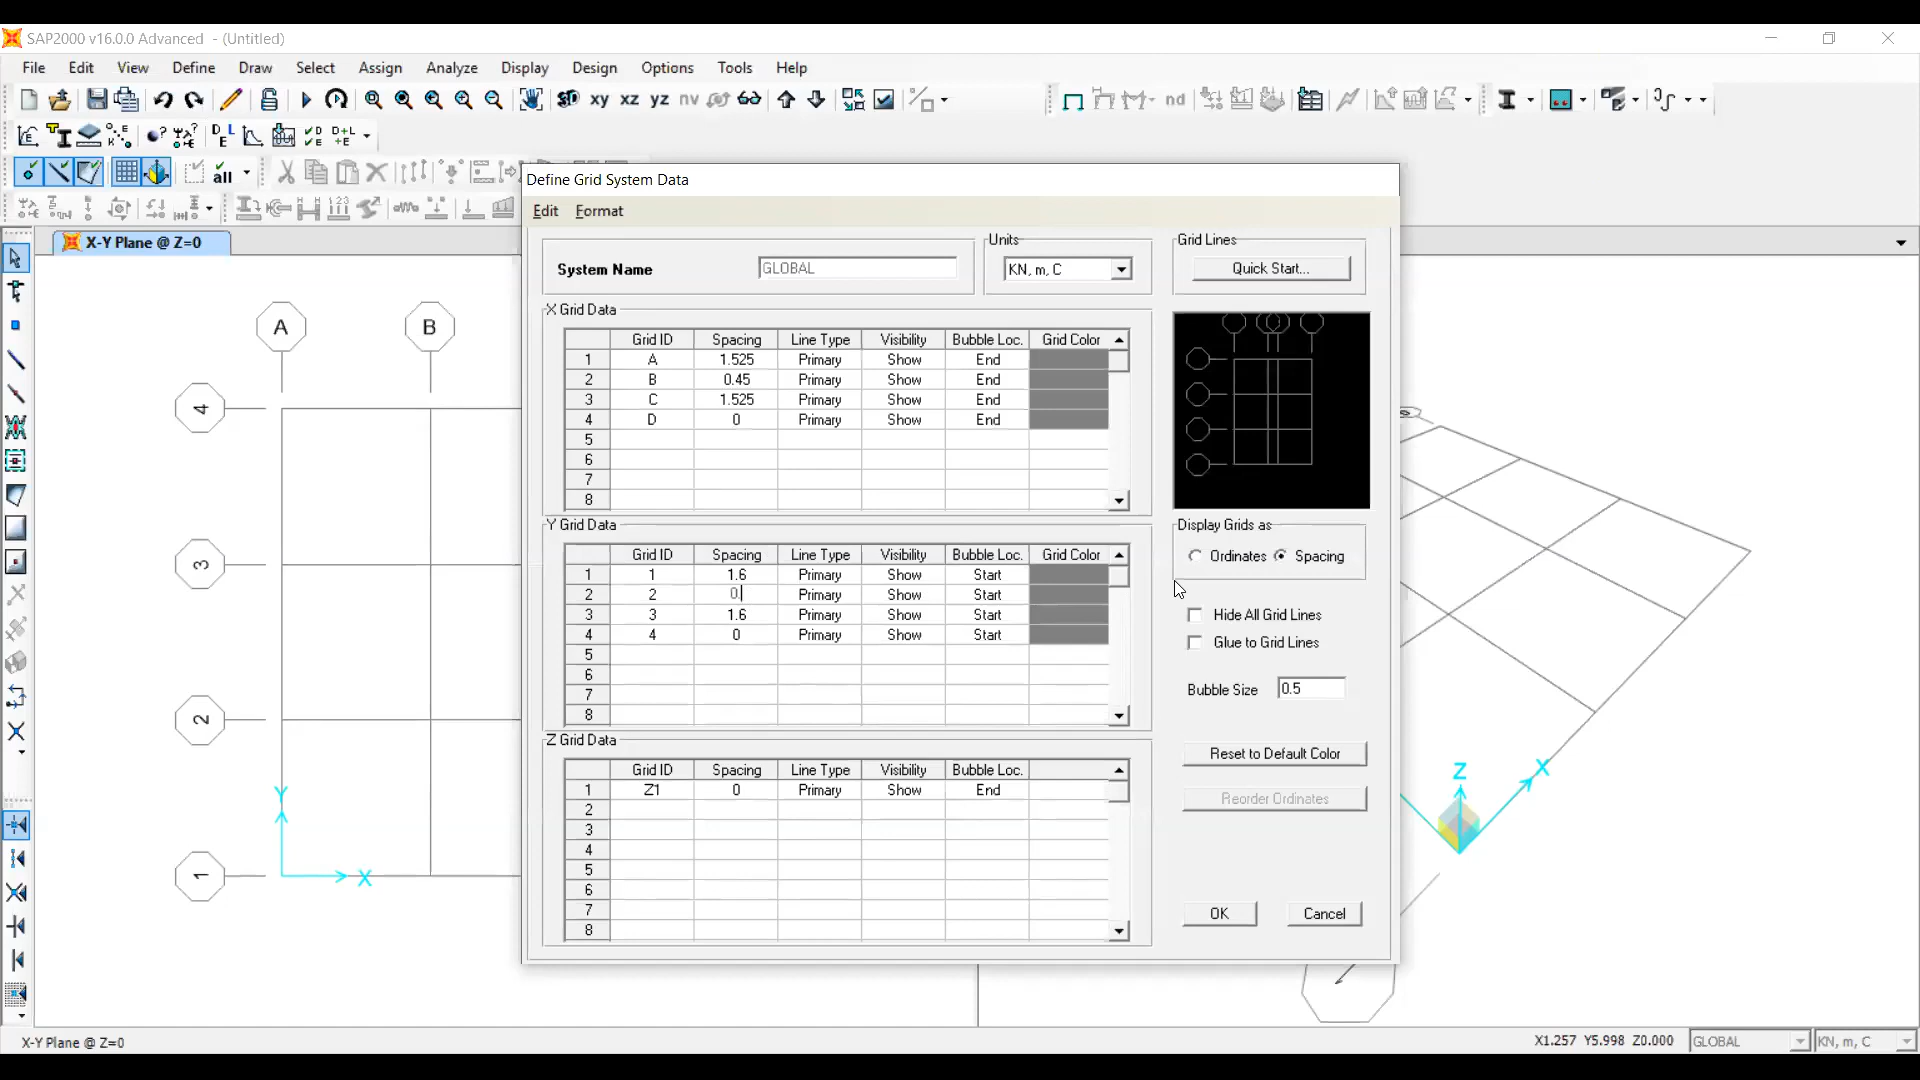 SAP2000 v16.0.0 Advanced - (Untitled)
File Edit View Define Draw Select Assign Analyze Display Design Options Tools Help
3D xy xz yz nv nd
all
X-Y Plane @ Z=0
A B
4
3
2
1
Y
X
Define Grid System Data
Edit Format
System Name GLOBAL
Units
KN, m, C
Grid Lines
Quick Start...
X Grid Data
Grid ID Spacing Line Type Visibility Bubble Loc. Grid Color
1 A 1.525 Primary Show End
2 B 0.45 Primary Show End
3 C 1.525 Primary Show End
4 D 0 Primary Show End
5
6
7
8
Y Grid Data
Grid ID Spacing Line Type Visibility Bubble Loc. Grid Color
1 1 1.6 Primary Show Start
2 2 0. Primary Show Start
3 3 1.6 Primary Show Start
4 4 0 Primary Show Start
5
6
7
8
Z Grid Data
Grid ID Spacing Line Type Visibility Bubble Loc.
1 Z1 0 Primary Show End
2
3
4
5
6
7
8
Display Grids as
Ordinates Spacing
Hide All Grid Lines
Glue to Grid Lines
Bubble Size 0.5
Reset to Default Color
Reorder Ordinates
OK Cancel
Z
X
X-Y Plane @ Z=0
X1.257 Y5.998 Z0.000
GLOBAL
KN, m, C